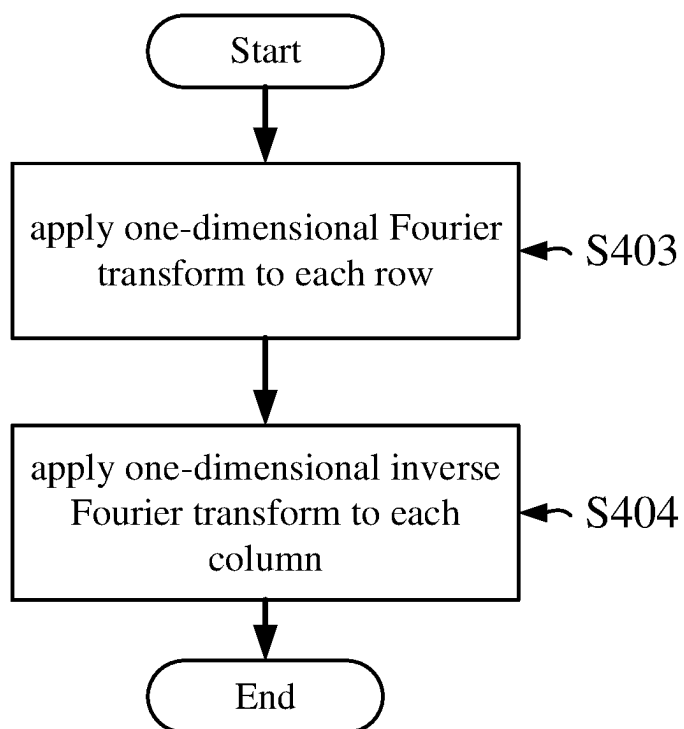 Start
apply one-dimensional Fourier
transform to each row
S403
apply one-dimensional inverse
Fourier transform to each
column
S404
End